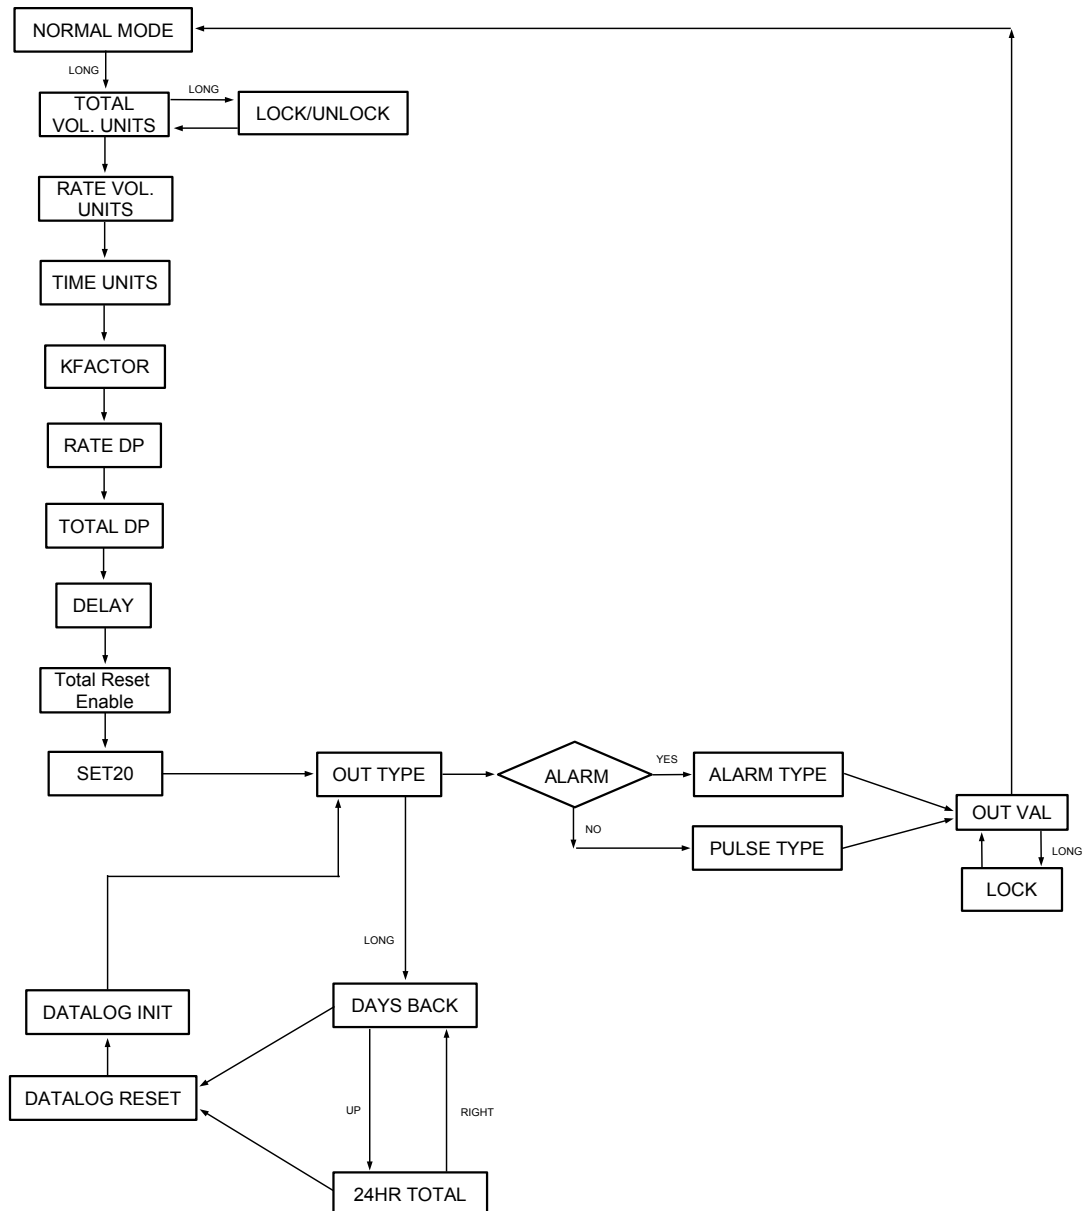 NORMAL MODE
LONG
TOTAL
VOL. UNITS
LONG
LOCK/UNLOCK
RATE VOL.
UNITS
TIME UNITS
KFACTOR
RATE DP
TOTAL DP
DELAY
Total Reset
Enable
SET20
OUT TYPE
ALARM
YES
ALARM TYPE
NO
PULSE TYPE
OUT VAL
LONG
LOCK
LONG
DATALOG INIT
DAYS BACK
DATALOG RESET
UP
RIGHT
24HR TOTAL